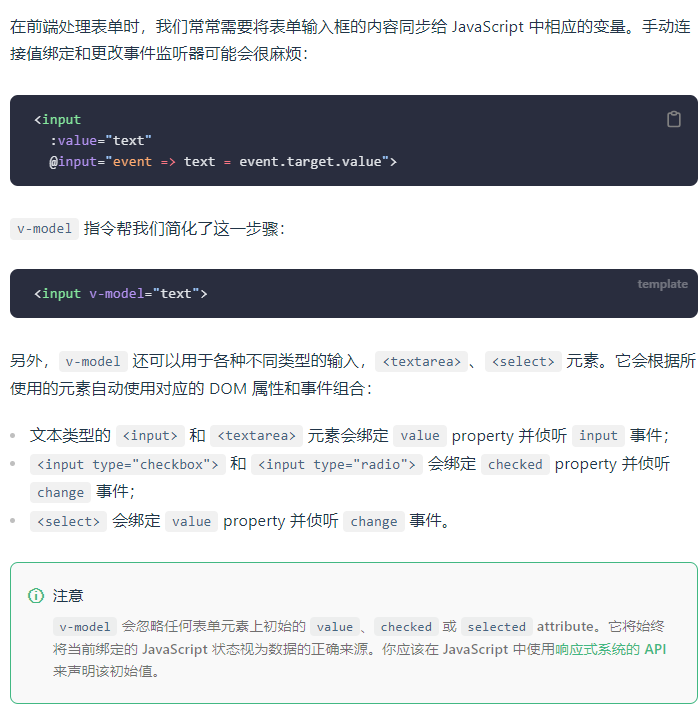 在前端处理表单时，我们常常需要将表单输入框的内容同步给 JavaScript 中相应的变量。手动连
接值绑定和更改事件监听器可能会很麻烦：
<input
:value="text"
@input="event => text = event.target.value">
v-model 指令帮我们简化了这一步骤：
template
<input v-model="text">
另外，v-model 还可以用于各种不同类型的输入，<textarea>、<select> 元素。它会根据所
使用的元素自动使用对应的 DOM 属性和事件组合：
文本类型的 <input> 和 <textarea> 元素会绑定 value property 并侦听 input 事件；
<input type="checkbox"> 和 <input type="radio"> 会绑定 checked property 并侦听
change 事件；
<select> 会绑定 value property 并侦听 change 事件。
注意
v-model 会忽略任何表单元素上初始的 value、checked 或 selected attribute。它将始终
将当前绑定的 JavaScript 状态视为数据的正确来源。你应该在 JavaScript 中使用响应式系统的 API
来声明该初始值。